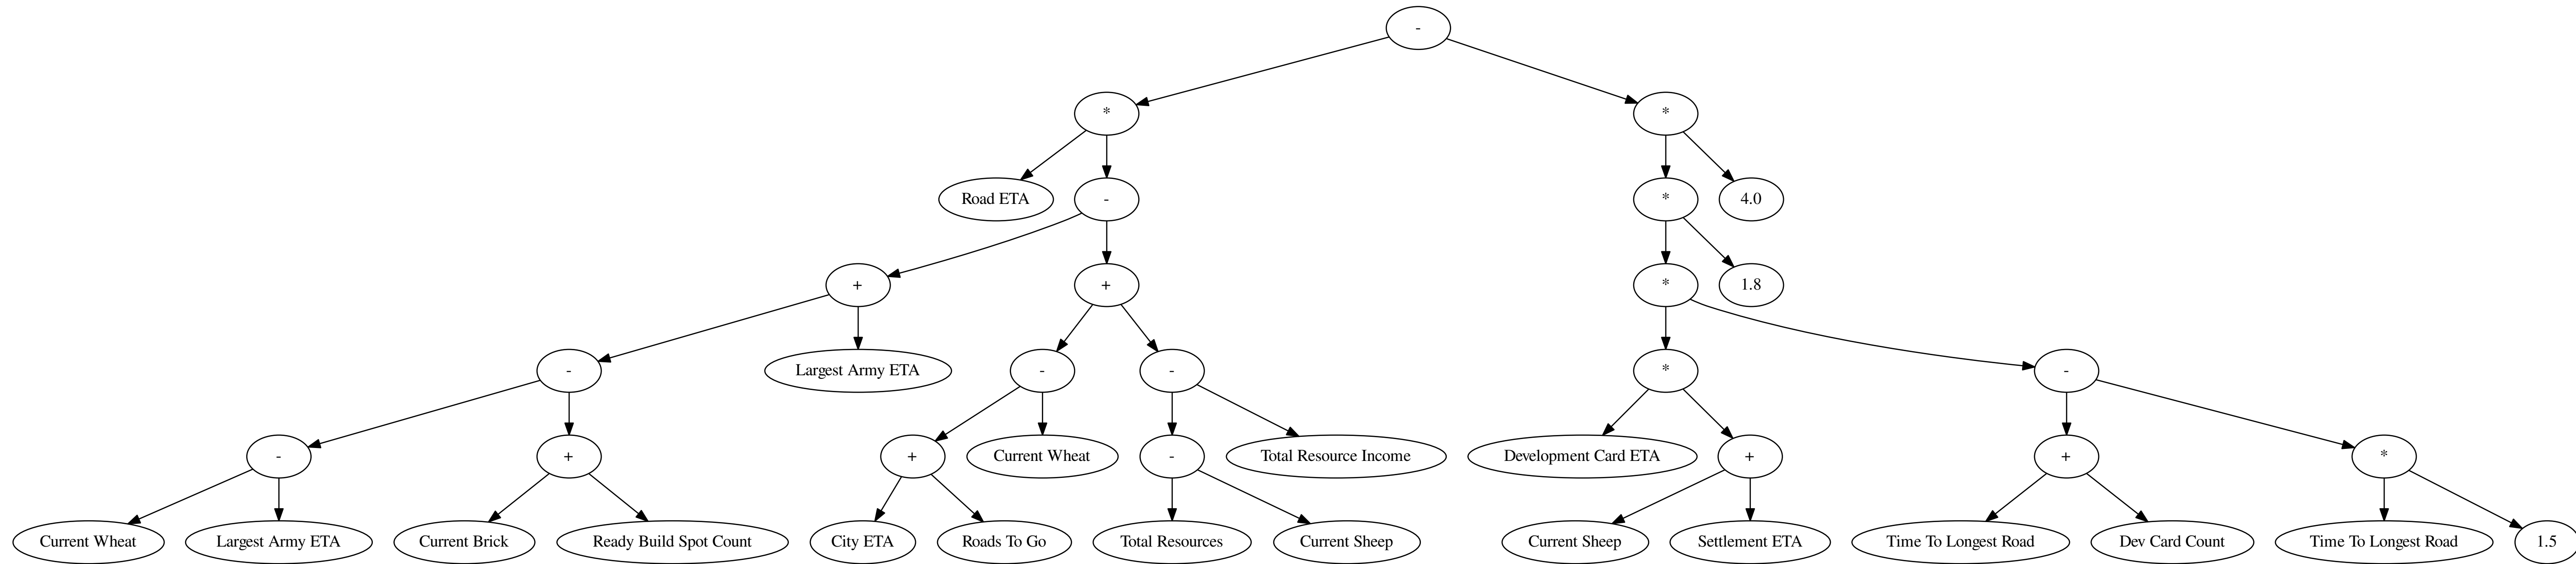 -
*
*
Road ETA
-
*
4.0
+
+
*
1.8
-
Largest Army ETA
-
-
*
-
-
+
+
Current Wheat
-
Total Resource Income
Development Card ETA
+
+
*
Current Wheat
Largest Army ETA
Current Brick
Ready Build Spot Count
City ETA
Roads To Go
Total Resources
Current Sheep
Current Sheep
Settlement ETA
Time To Longest Road
Dev Card Count
Time To Longest Road
1.5